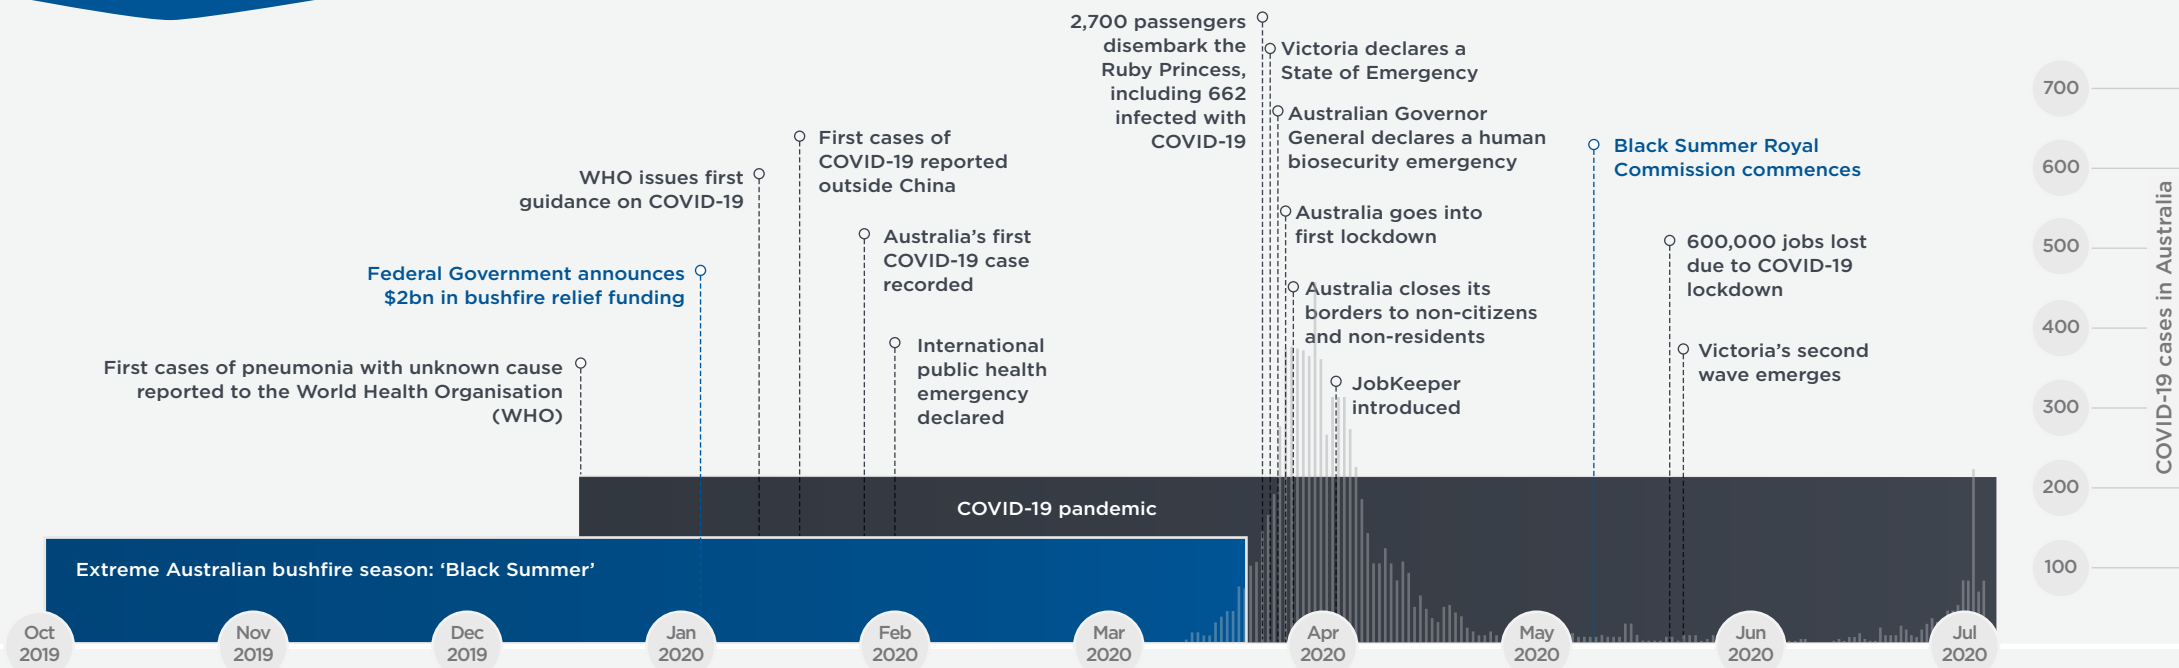 2,700 passengers
disembark the
Ruby Princess,
including 662
infected with
COVID-19
Victoria declares a
State of Emergency
Australian Governor
General declares a human
biosecurity emergency
First cases of
COVID-19 reported
outside China
Black Summer Royal
Commission commences
WHO issues first
guidance on COVID-19
Australia goes into
first lockdown
Australia's first
COVID-19 case
recorded
600,000 jobs lost
due to COVID-19
lockdown
Federal Government announces
$2bn in bushfire relief funding
Australia closes its
borders to non-citizens
and non-residents
International
public health
emergency
declared
Victoria's second
wave emerges
First cases of pneumonia with unknown cause
reported to the World Health Organisation
(WHO)
JobKeeper
introduced
COVID-19 pandemic
Extreme Australian bushfire season: ‘Black Summer’
Oct
2019
Nov
2019
Dec
2019
Jan
2020
Feb
2020
Mar
2020
Apr
2020
May
2020
Jun
2020
Jul
2020
700
600
500
400
300
200
100
COVID-19 cases in Australia